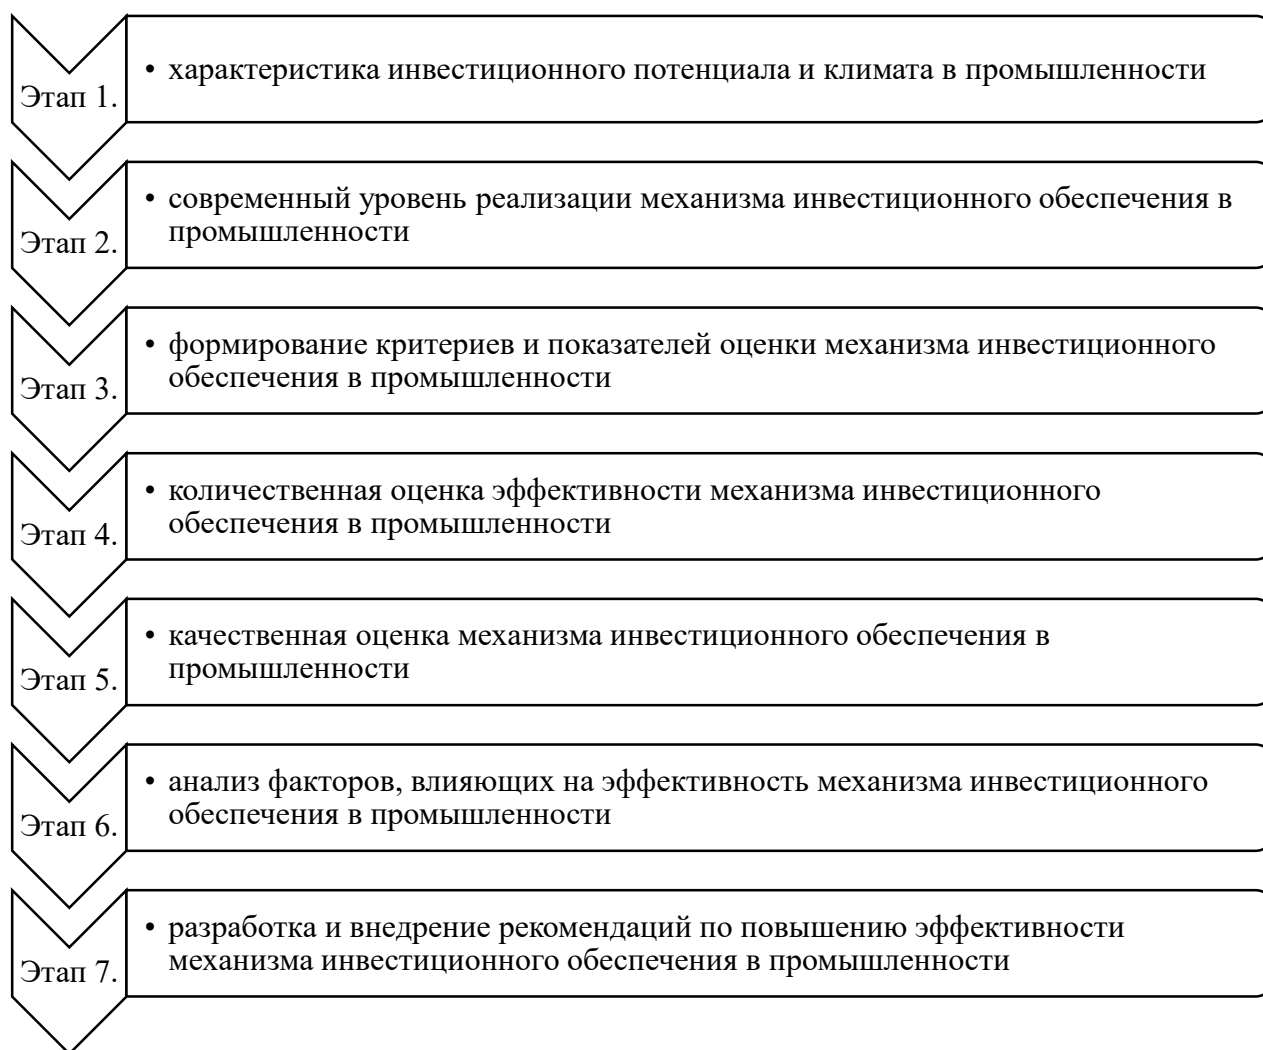 Этап 1.
• характеристика инвестиционного потенциала и климата в промышленности
Этап 2.
• современный уровень реализации механизма инвестиционного обеспечения в
промышленности
Этап 3.
• формирование критериев и показателей оценки механизма инвестиционного
обеспечения в промышленности
Этап 4.
• количественная оценка эффективности механизма инвестиционного
обеспечения в промышленности
Этап 5.
• качественная оценка механизма инвестиционного обеспечения в
промышленности
Этап 6.
• анализ факторов, влияющих на эффективность механизма инвестиционного
обеспечения в промышленности
Этап 7.
• разработка и внедрение рекомендаций по повышению эффективности
механизма инвестиционного обеспечения в промышленности